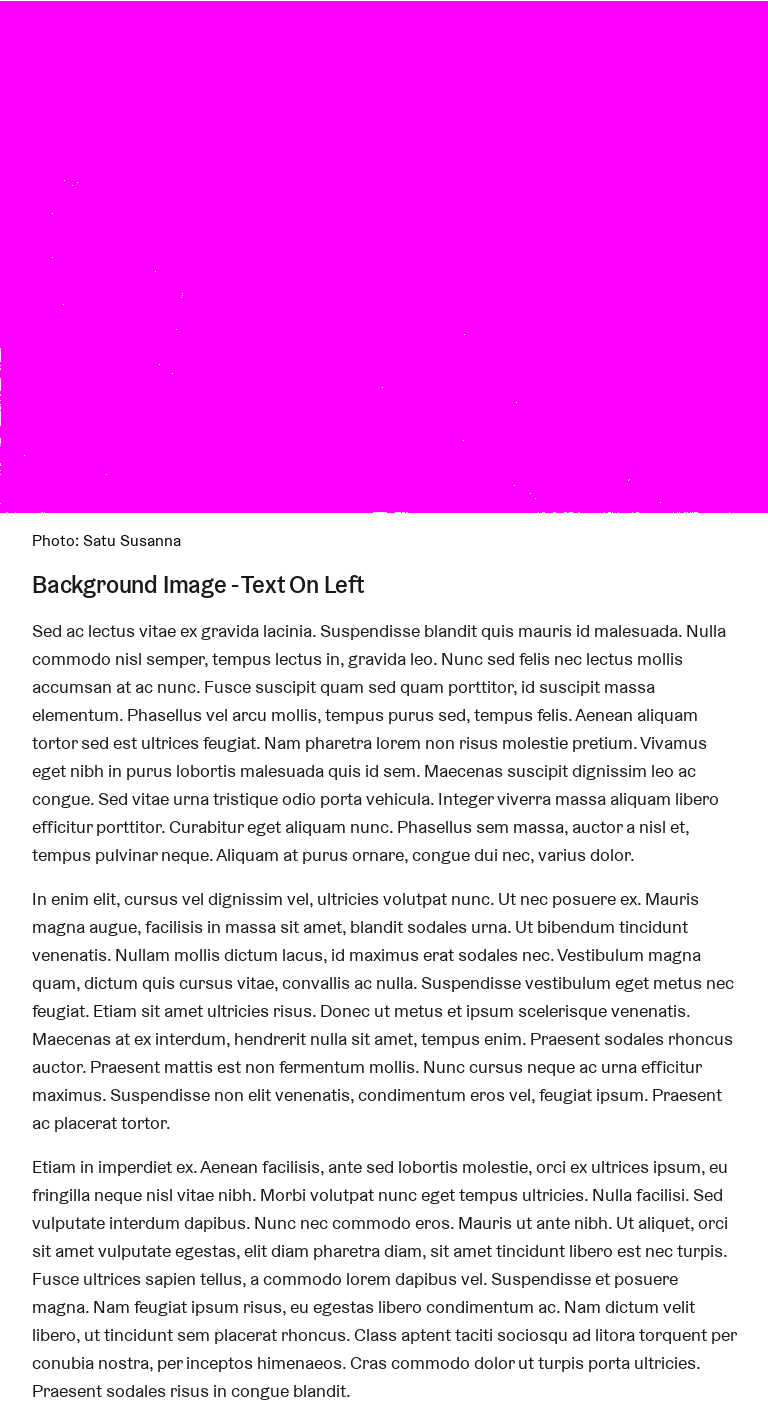 Photo: Satu Susanna
Background Image - Text On Left
Sed ac lectus vitae ex gravida lacinia. Suspendisse blandit quis mauris id malesuada. Nulla
commodo nisl semper, tempus lectus in, gravida leo. Nunc sed felis nec lectus mollis
accumsan at ac nunc. Fusce suscipit quam sed quam porttitor, id suscipit massa
elementum. Phasellus vel arcu mollis, tempus purus sed, tempus felis. Aenean aliquam
tortor sed est ultrices feugiat. Nam pharetra lorem non risus molestie pretium. Vivamus
eget nibh in purus lobortis malesuada quis id sem. Maecenas suscipit dignissim leo ac
congue. Sed vitae urna tristique odio porta vehicula. Integer viverra massa aliquam libero
efficitur porttitor. Curabitur eget aliquam nunc. Phasellus sem massa, auctor a nisl et,
tempus pulvinar neque. Aliquam at purus ornare, congue dui nec, varius dolor.
In enim elit, cursus vel dignissim vel, ultricies volutpat nunc. Ut nec posuere ex. Mauris
magna augue, facilisis in massa sit amet, blandit sodales urna. Ut bibendum tincidunt
venenatis. Nullam mollis dictum lacus, id maximus erat sodales nec. Vestibulum magna
quam, dictum quis cursus vitae, convallis ac nulla. Suspendisse vestibulum eget metus nec
feugiat. Etiam sit amet ultricies risus. Donec ut metus et ipsum scelerisque venenatis.
Maecenas at ex interdum, hendrerit nulla sit amet, tempus enim. Praesent sodales rhoncus
auctor. Praesent mattis est non fermentum mollis. Nunc cursus neque ac urna efficitur
maximus. Suspendisse non elit venenatis, condimentum eros vel, feugiat ipsum. Praesent
ac placerat tortor.
Etiam in imperdiet ex. Aenean facilisis, ante sed lobortis molestie, orci ex ultrices ipsum, eu
fringilla neque nisl vitae nibh. Morbi volutpat nunc eget tempus ultricies. Nulla facilisi. Sed
vulputate interdum dapibus. Nunc nec commodo eros. Mauris ut ante nibh. Ut aliquet, orci
sit amet vulputate egestas, elit diam pharetra diam, sit amet tincidunt libero est nec turpis.
Fusce ultrices sapien tellus, a commodo lorem dapibus vel. Suspendisse et posuere
magna. Nam feugiat ipsum risus, eu egestas libero condimentum ac. Nam dictum velit
libero, ut tincidunt sem placerat rhoncus. Class aptent taciti sociosqu ad litora torquent per
conubia nostra, per inceptos himenaeos. Cras commodo dolor ut turpis porta ultricies.
Praesent sodales risus in congue blandit.